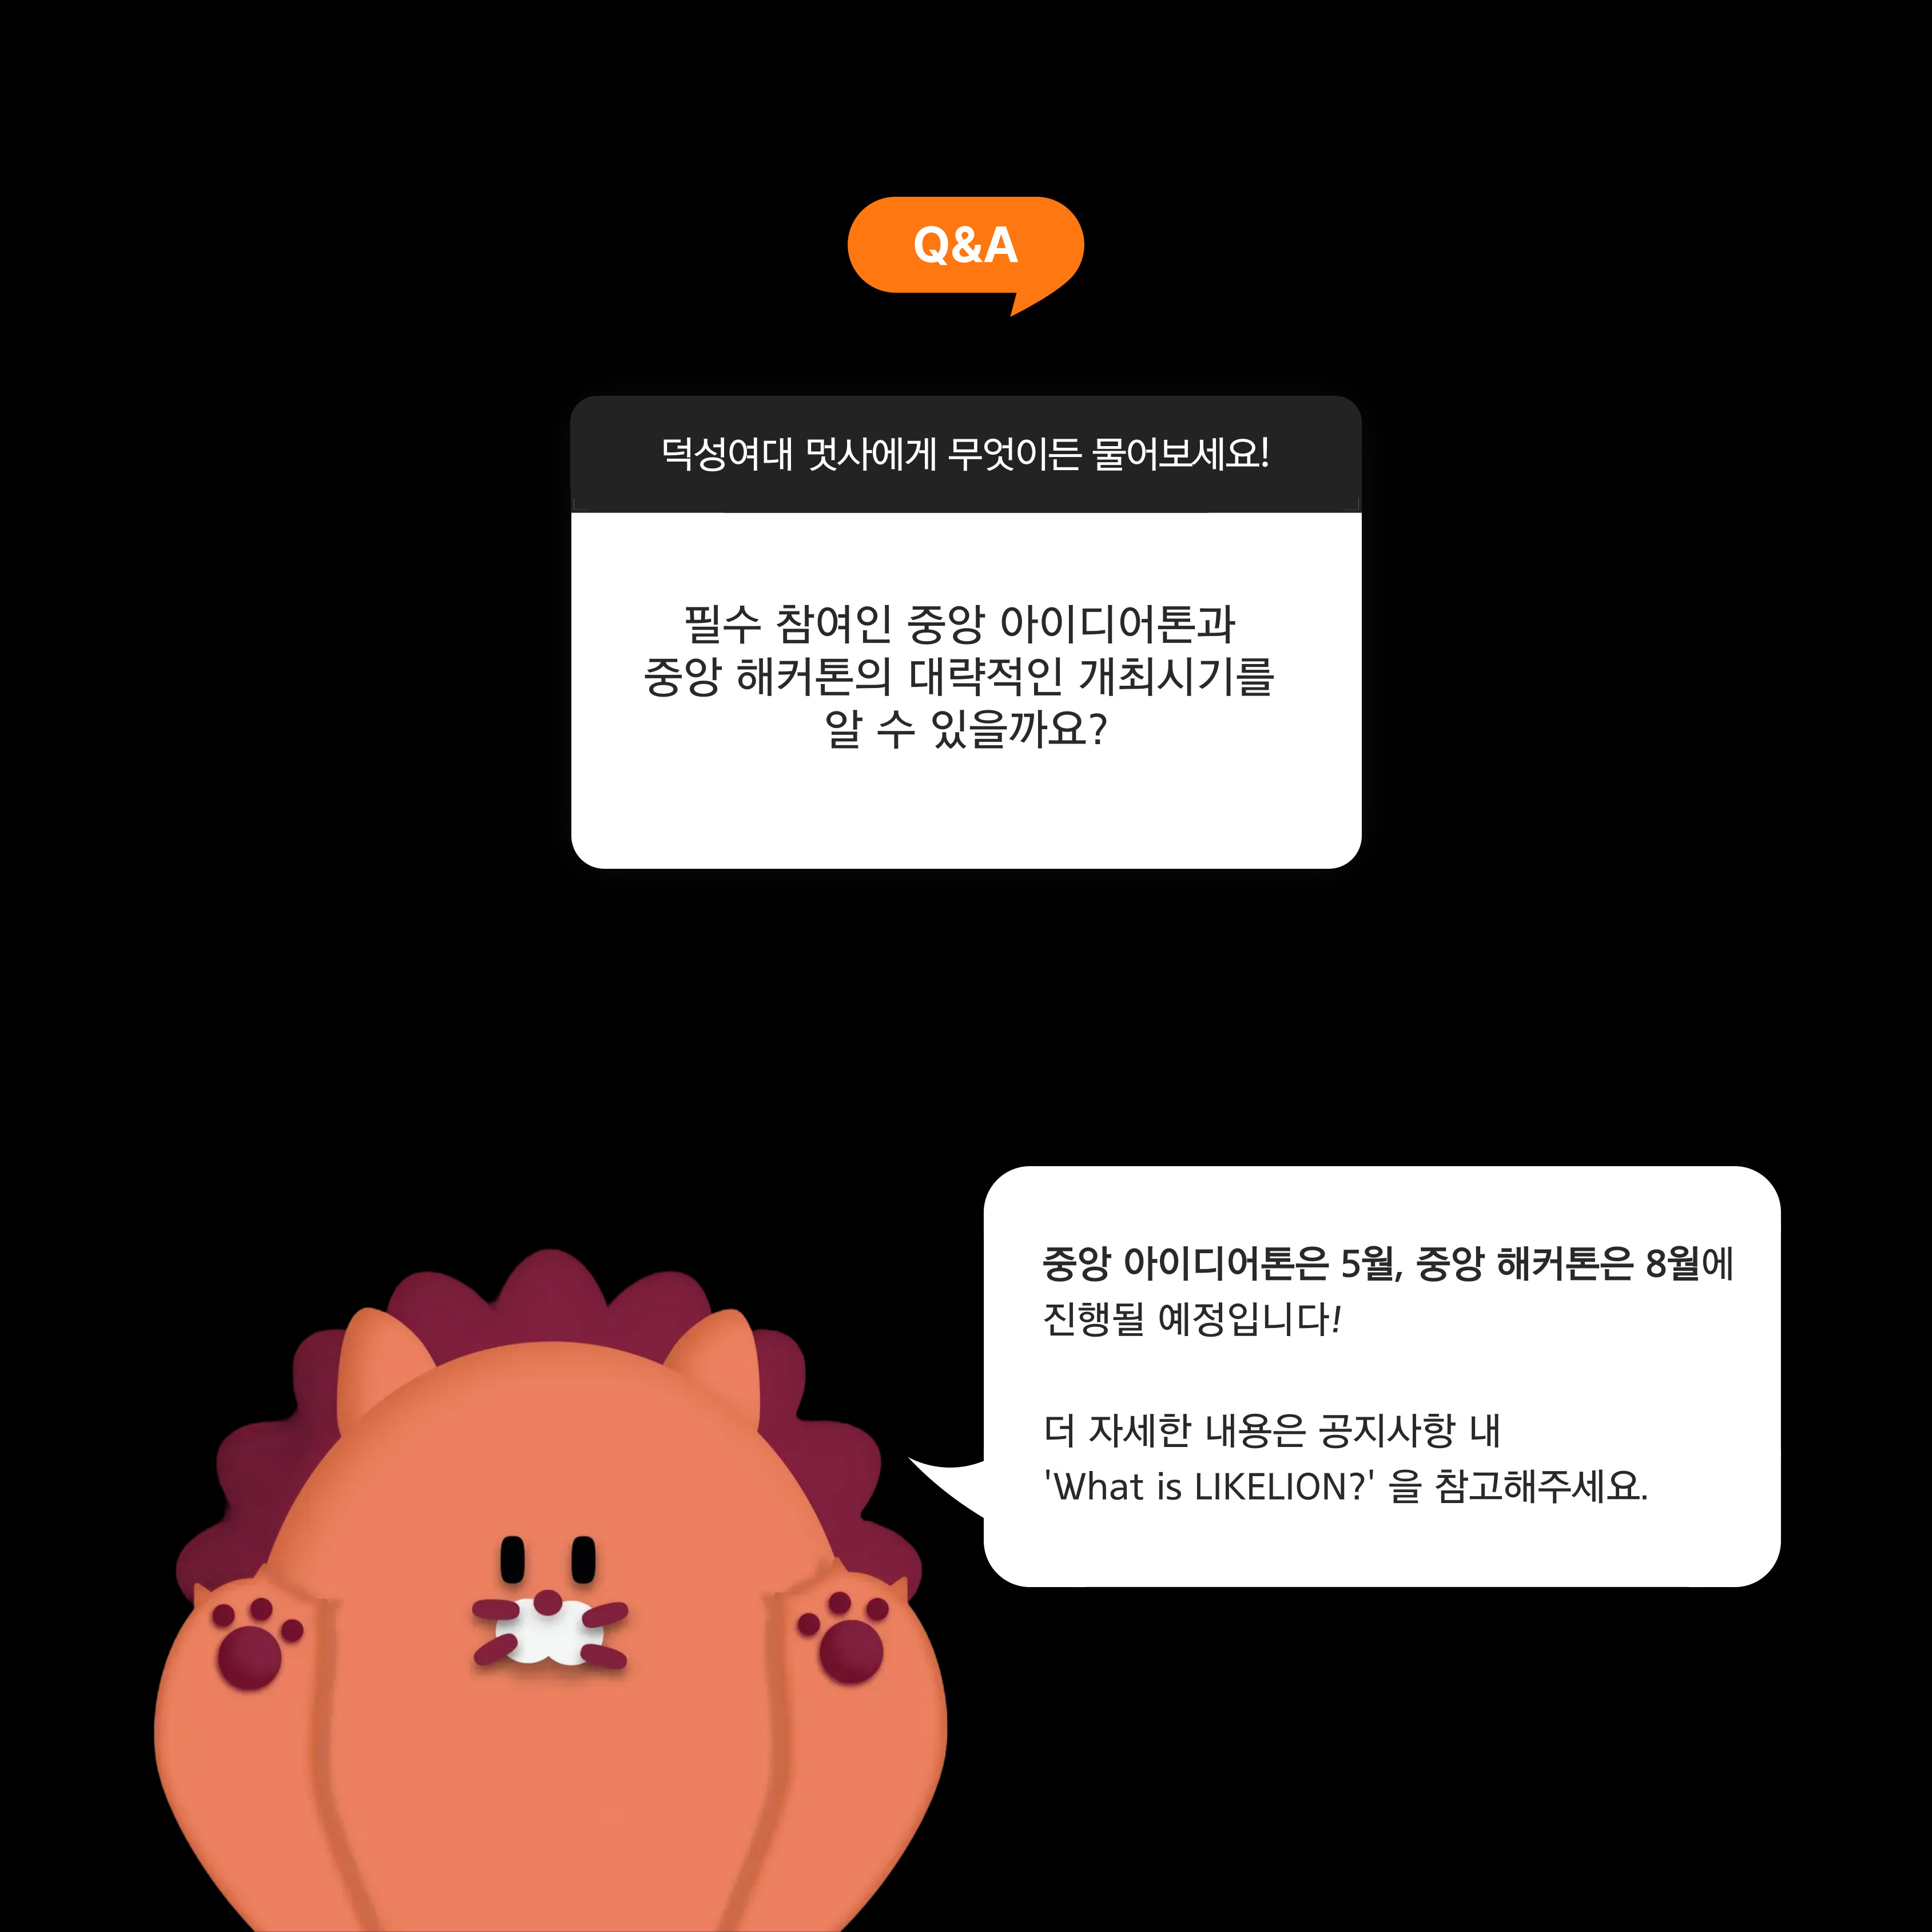 Q&A
덕성여대 멋사에게 무엇이든 물어보세요!
필수 참여인 중앙 아이디어톤과
중앙 해커톤의 대략적인 개최시기를
알 수 있을까요?
중앙 아이디어톤은 5월, 중앙 해커톤은 8월에
진행될 예정입니다!
더 자세한 내용은 공지사항 내
'What is LIKELION?' 을 참고해주세요.